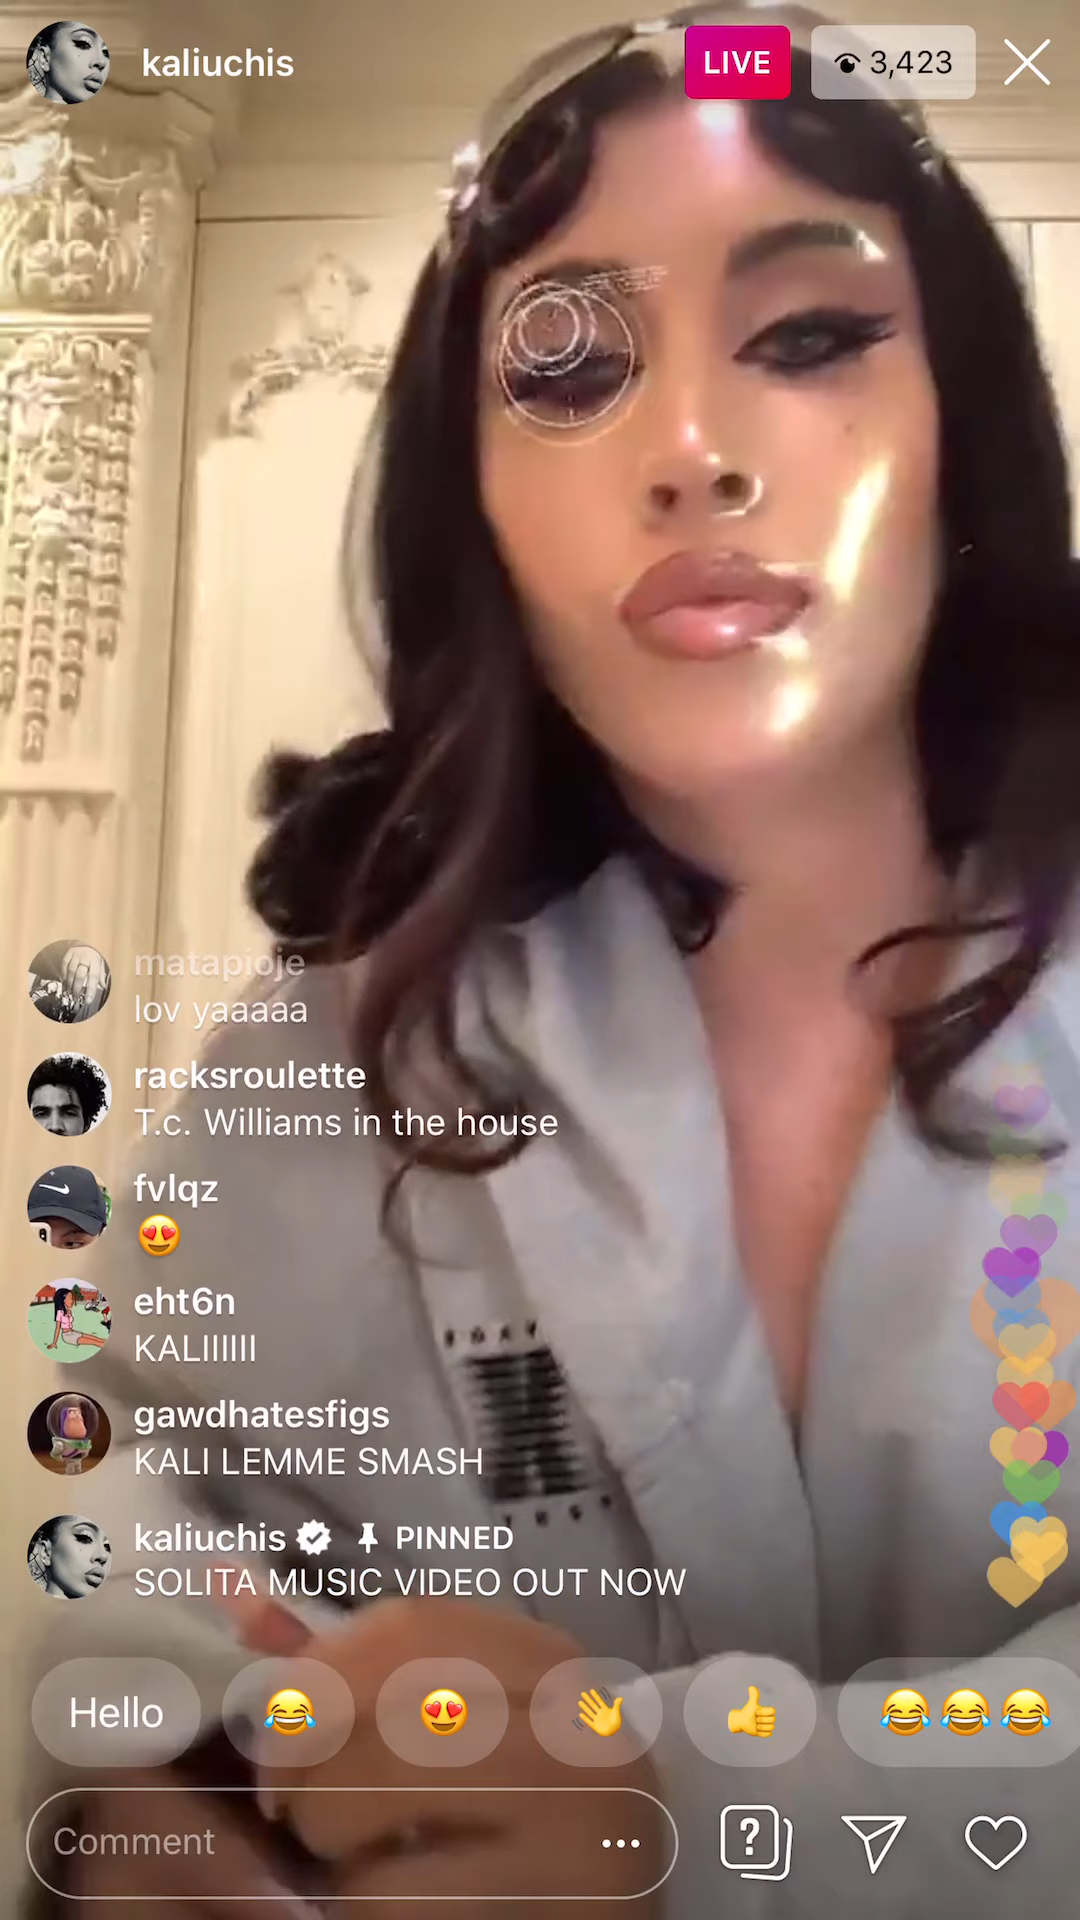 kaliuchis
LIVE
3,423
matapioje
lov yaaaaa
racksroulette
T.c. Williams in the house
fvlqz
😍
eht6n
KALIIIIII
gawdhatesfigs
KALI LEMME SMASH
kaliuchis PINNED
SOLITA MUSIC VIDEO OUT NOW
Hello 😂 😍 👋 👍 😂😂😂
Comment ...